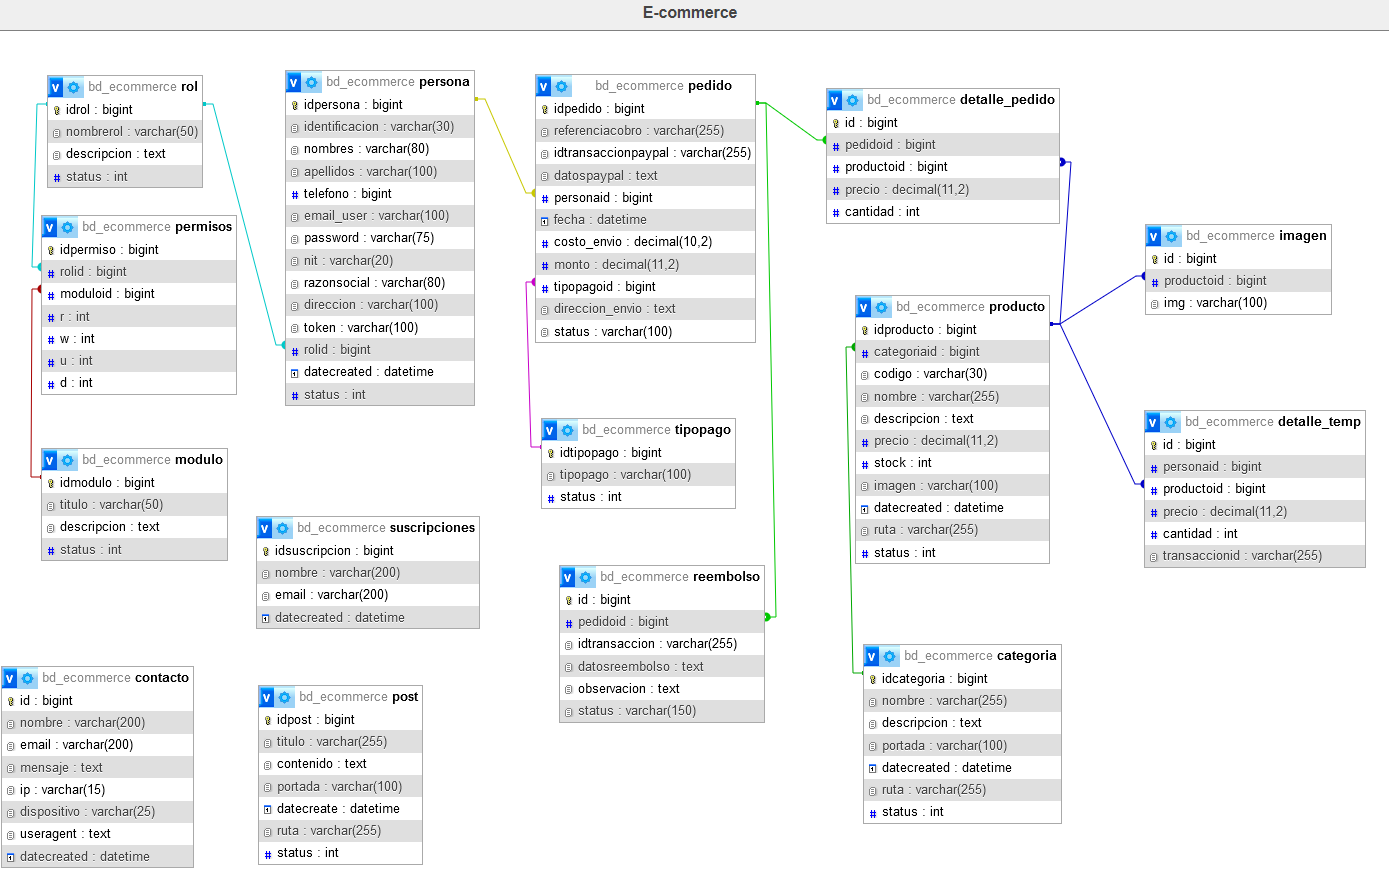 E-commerce
bd_ecommerce rol
idrol : bigint
nombrerol : varchar(50)
descripcion : text
status : int
bd_ecommerce permisos
idpermiso : bigint
rolid : bigint
moduloid : bigint
r : int
w : int
u : int
d : int
bd_ecommerce modulo
idmodulo : bigint
titulo : varchar(50)
descripcion : text
status : int
bd_ecommerce contacto
id : bigint
nombre : varchar(200)
email : varchar(200)
mensaje : text
ip : varchar(15)
dispositivo : varchar(25)
useragent : text
datecreated : datetime
bd_ecommerce persona
idpersona : bigint
identificacion : varchar(30)
nombres : varchar(80)
apellidos : varchar(100)
telefono : bigint
email_user : varchar(100)
password : varchar(75)
nit : varchar(20)
razonsocial : varchar(80)
direccion : varchar(100)
token : varchar(100)
rolid : bigint
datecreated : datetime
status : int
bd_ecommerce suscripciones
idsuscripcion : bigint
nombre : varchar(200)
email : varchar(200)
datecreated : datetime
bd_ecommerce post
idpost : bigint
titulo : varchar(255)
contenido : text
portada : varchar(100)
datecreate : datetime
ruta : varchar(255)
status : int
bd_ecommerce pedido
idpedido : bigint
referenciacobro : varchar(255)
idtransaccionpaypal : varchar(255)
datospaypal : text
personaid : bigint
fecha : datetime
costo_envio : decimal(10,2)
monto : decimal(11,2)
tipopagoid : bigint
direccion_envio : text
status : varchar(100)
bd_ecommerce tipopago
idtipopago : bigint
tipopago : varchar(100)
status : int
bd_ecommerce reembolso
id : bigint
pedidoid : bigint
idtransaccion : varchar(255)
datosreembolso : text
observacion : text
status : varchar(150)
bd_ecommerce detalle_pedido
id : bigint
pedidoid : bigint
productoid : bigint
precio : decimal(11,2)
cantidad : int
bd_ecommerce producto
idproducto : bigint
categoriaid : bigint
codigo : varchar(30)
nombre : varchar(255)
descripcion : text
precio : decimal(11,2)
stock : int
imagen : varchar(100)
datecreated : datetime
ruta : varchar(255)
status : int
bd_ecommerce categoria
idcategoria : bigint
nombre : varchar(255)
descripcion : text
portada : varchar(100)
datecreated : datetime
ruta : varchar(255)
status : int
bd_ecommerce imagen
id : bigint
productoid : bigint
img : varchar(100)
bd_ecommerce detalle_temp
id : bigint
personaid : bigint
productoid : bigint
precio : decimal(11,2)
cantidad : int
transaccionid : varchar(255)